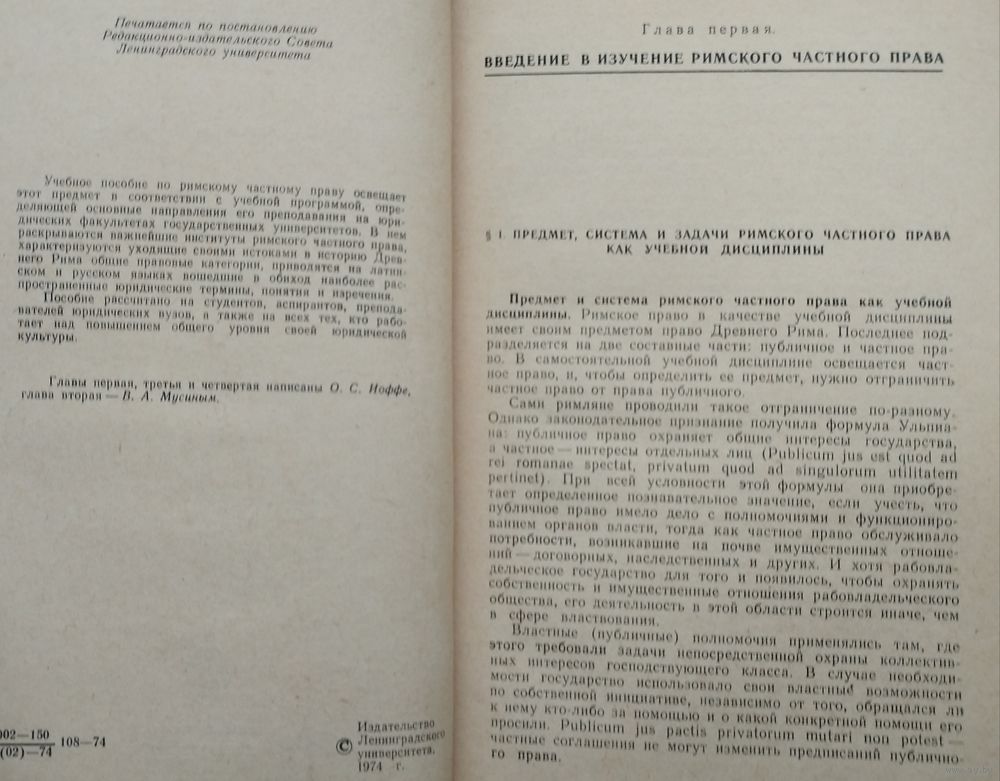 Печатается по постановлению
Редакционно-издательского Совета
Ленинградского университета
Учебное пособие по римскому частному праву освещает
этот предмет в соответствии с учебной программой, опре-
деляющей основные направления его преподавания на юри-
дических факультетах государственных университетов. В нем
раскрываются важнейшие институты римского частного права,
характеризуются уходящие своими истоками в историю Древ-
него Рима общие правовые категории, приводятся на латин-
ском и русском языках вошедшие в обиход наиболее рас-
пространенные юридические термины, понятия и изречения.
Пособие рассчитано на студентов, аспирантов, препода-
вателей юридических вузов, а также на всех тех, кто рабо-
тает над повышением общего уровня своей юридической
культуры.
Главы первая, третья и четвертая написаны О. С. Иоффе,
глава вторая — В. А. Мусиным.
002—150
(02)—74
108—74
© Издательство
Ленинградского
университета,
1974 г.
Глава первая.
ВВЕДЕНИЕ В ИЗУЧЕНИЕ РИМСКОГО ЧАСТНОГО ПРАВА
§ 1. ПРЕДМЕТ, СИСТЕМА И ЗАДАЧИ РИМСКОГО ЧАСТНОГО ПРАВА
КАК УЧЕБНОЙ ДИСЦИПЛИНЫ
Предмет и система римского частного права как учебной
дисциплины. Римское право в качестве учебной дисциплины
имеет своим предметом право Древнего Рима. Последнее под-
разделяется на две составные части: публичное и частное пра-
во. В самостоятельной учебной дисциплине освещается част-
ное право, и, чтобы определить ее предмет, нужно отграничить
частное право от права публичного.
Сами римляне проводили такое отграничение по-разному.
Однако законодательное признание получила формула Ульпиа-
на: публичное право охраняет общие интересы государства,
а частное — интересы отдельных лиц (Publicum jus est quod ad
rei romanae spectat, privatum quod ad singulorum utilitatem
pertinet). При всей условности этой формулы она приобре-
тает определенное познавательное значение, если учесть, что
публичное право имело дело с полномочиями и функциониро-
ванием органов власти, тогда как частное право обслуживало
потребности, возникавшие на почве имущественных отноше-
ний — договорных, наследственных и других. И хотя рабовла-
дельческое государство для того и появилось, чтобы охранять
собственность и имущественные отношения рабовладельческого
общества, его деятельность в этой области строится иначе, чем
в сфере властвования.
Властные (публичные) полномочия применялись там, где
этого требовали задачи непосредственной охраны коллектив-
ных интересов господствующего класса. В случае необходи-
мости государство использовало свои властные возможности
по собственной инициативе, независимо от того, обращался ли
к нему кто-либо за помощью и о какой конкретной помощи его
просили. Publicum jus pactis privatorum mutari non potest —
частные соглашения не могут изменить предписаний публично-
го права.